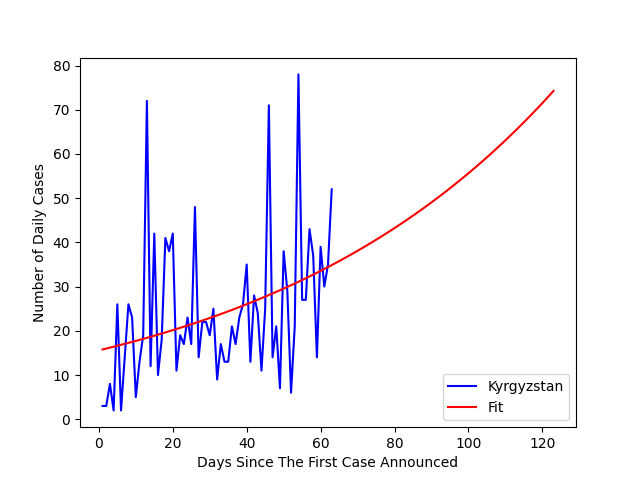 80
70
60
50
40
30
20
10
0
Number of Daily Cases
0 20 40 60 80 100 120
Days Since The First Case Announced
Kyrgyzstan
Fit